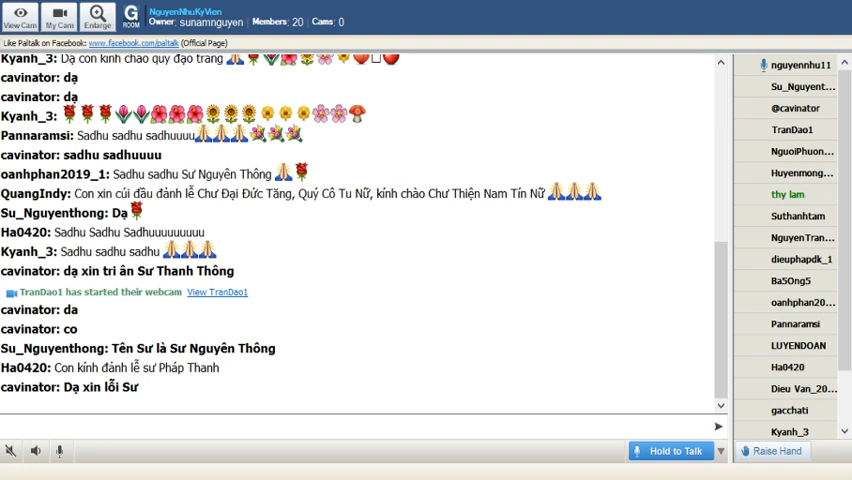 View Cam
My Cam
Enlarge
G
ROOM
NguyenNhuKyVien
Owner: sunamnguyen Members: 20 Cams: 0
Like Paltalk on Facebook: www.facebook.com/paltalk (Official Page)
Kyanh_3: Dạ con kính chào quý đạo tràng
cavinator: dạ
cavinator: dạ
Kyanh_3:
Pannaramsi: Sadhu sadhu sadhuuuu
cavinator: sadhu sadhuuuu
oanhphan2019_1: Sadhu sadhu Sư Nguyên Thông
QuangIndy: Con xin cúi đầu đảnh lễ Chư Đại Đức Tăng, Quý Cô Tu Nữ, kính chào Chư Thiện Nam Tín Nữ
Su_Nguyenthong: Dạ
Ha0420: Sadhu Sadhu Sadhuuuuuuuuu
Kyanh_3: Sadhu sadhu sadhu
cavinator: dạ xin tri ân Sư Thanh Thông
TranDao1 has started their webcam View TranDao1
cavinator: da
cavinator: co
Su_Nguyenthong: Tên Sư là Sư Nguyên Thông
Ha0420: Con kính đảnh lễ sư Pháp Thanh
cavinator: Dạ xin lỗi Sư
Hold to Talk
nguyennhu11
Su_Nguyent...
@cavinator
TranDao1
NguoiPhuon...
Huyenmong...
thy lam
Suthanhtam
NguyenTran...
dieuphapdk_1
Ba5Ong5
oanhphan20...
Pannaramsi
LUYENDOAN
Ha0420
Dieu Van_20...
gacchati
Kyanh_3
Raise Hand